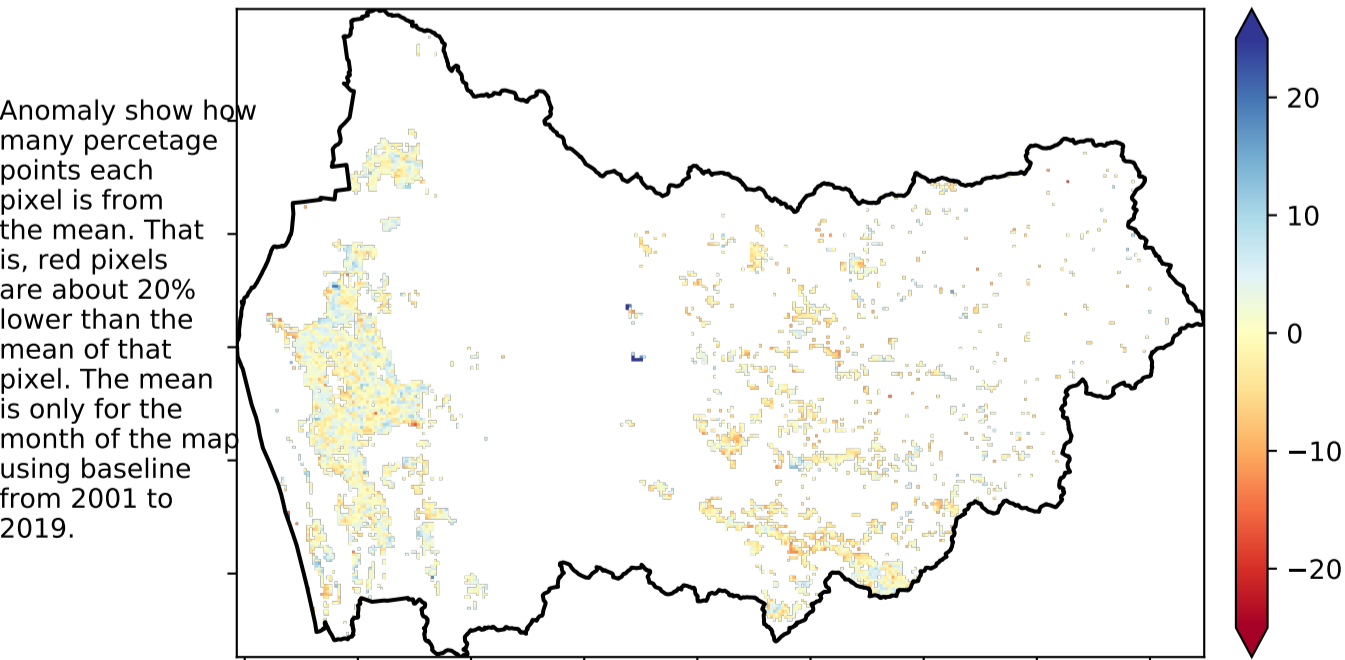 Anomaly show how
many percetage
points each
pixel is from
the mean. That
is, red pixels
are about 20%
lower than the
mean of that
pixel. The mean
is only for the
month of the map
using baseline
from 2001 to
2019.
20
10
0
−10
−20